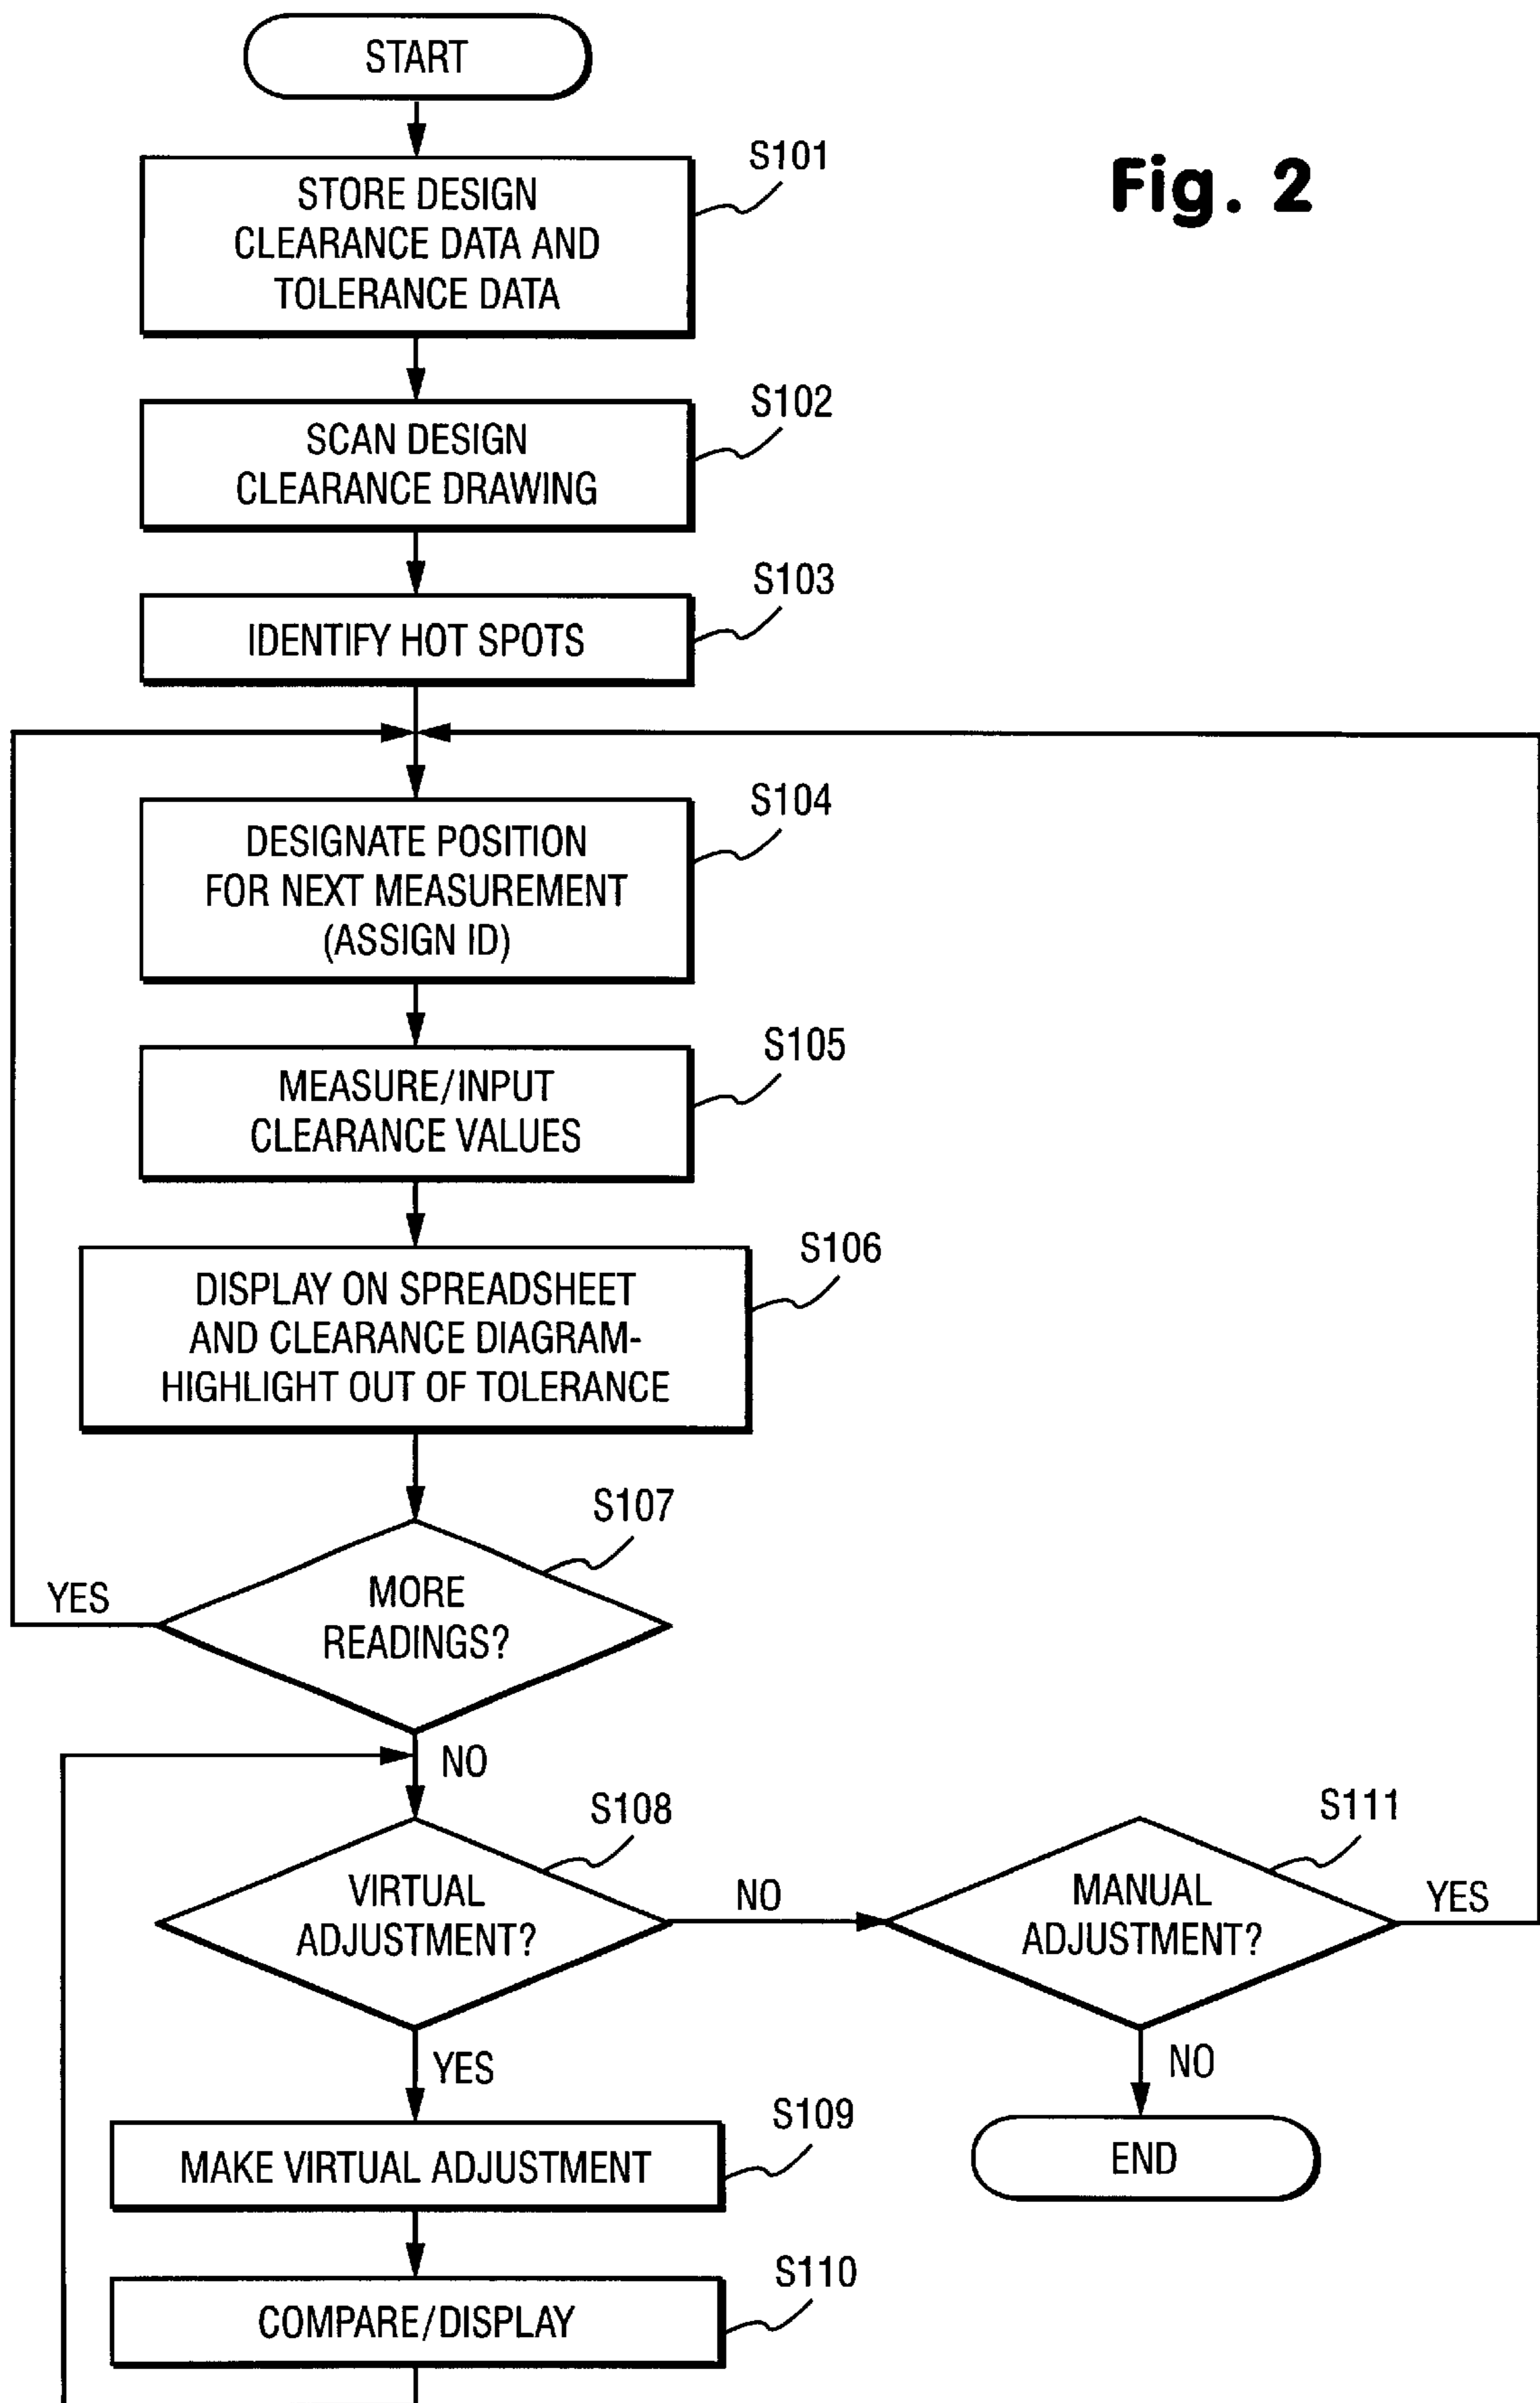 START
Fig. 2
S101
STORE DESIGN
CLEARANCE DATA AND
TOLERANCE DATA
S102
SCAN DESIGN
CLEARANCE DRAWING
S103
IDENTIFY HOT SPOTS
S104
DESIGNATE POSITION
FOR NEXT MEASUREMENT
(ASSIGN ID)
S105
MEASURE/INPUT
CLEARANCE VALUES
S106
DISPLAY ON SPREADSHEET
AND CLEARANCE DIAGRAM-
HIGHLIGHT OUT OF TOLERANCE
S107
MORE
READINGS?
YES
NO
S108
VIRTUAL
ADJUSTMENT?
NO
S111
MANUAL
ADJUSTMENT?
YES
YES
NO
S109
MAKE VIRTUAL ADJUSTMENT
END
S110
COMPARE/DISPLAY